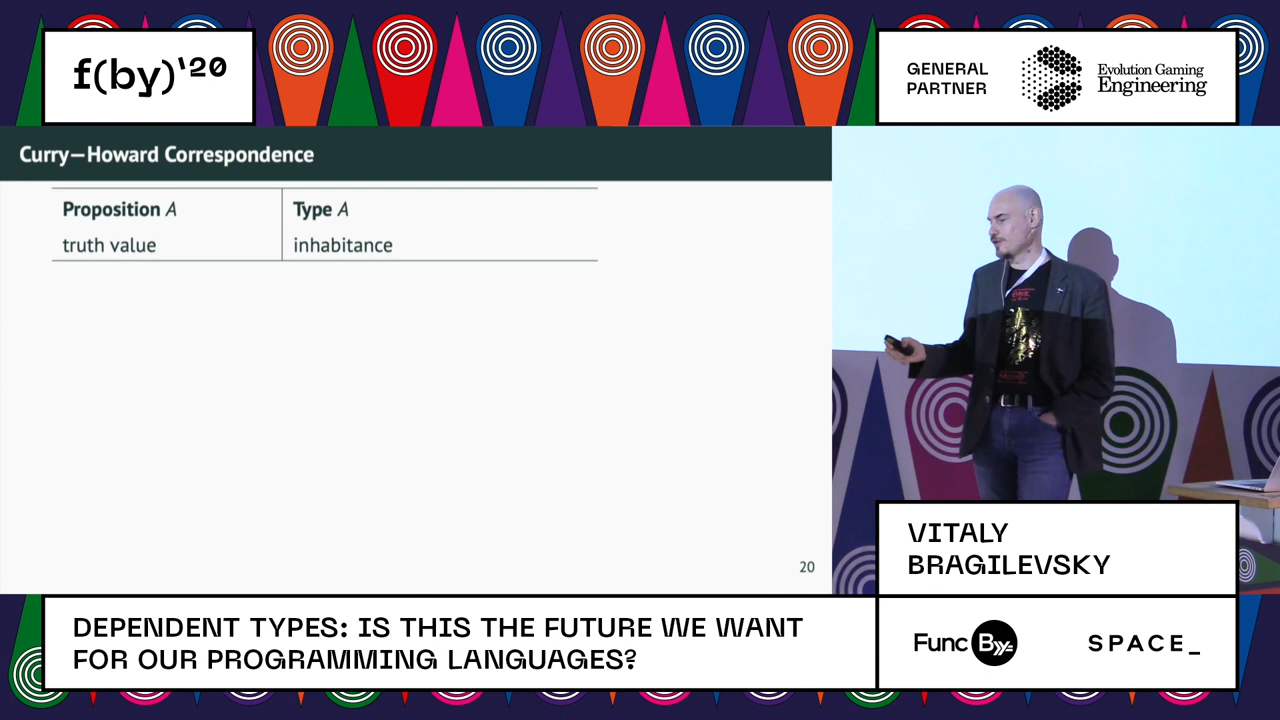 f(by)'20
GENERAL
PARTNER
Evolution Gaming
Engineering
Curry—Howard Correspondence
Proposition A
Type A
truth value
inhabitance
20
VITALY
BRAGILEVSKY
DEPENDENT TYPES: IS THIS THE FUTURE WE WANT
FOR OUR PROGRAMMING LANGUAGES?
Func By
SPACE_